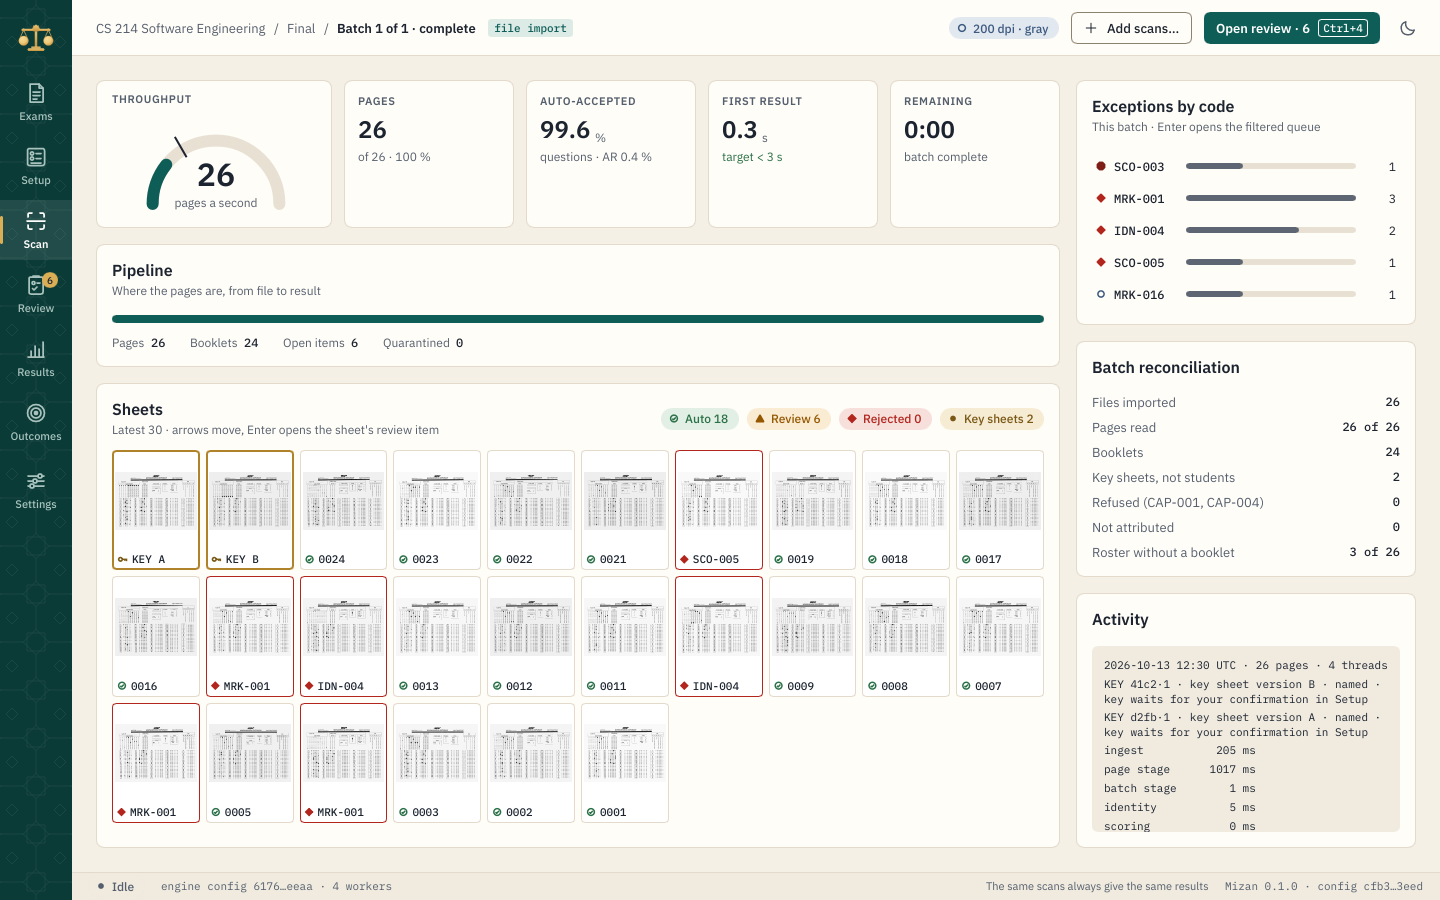 CS 214 Software Engineering / Final / Batch 1 of 1 · complete file import
200 dpi · gray
Add scans...
Open review · 6 Ctrl+4
Exams
Setup
Scan
Review 6
Results
Outcomes
Settings
THROUGHPUT
26
pages a second
PAGES
26
of 26 · 100 %
AUTO-ACCEPTED
99.6 %
questions · AR 0.4 %
FIRST RESULT
0.3 s
target < 3 s
REMAINING
0:00
batch complete
Pipeline
Where the pages are, from file to result
Pages 26 Booklets 24 Open items 6 Quarantined 0
Sheets
Latest 30 · arrows move, Enter opens the sheet's review item
Auto 18 Review 6 Rejected 0 Key sheets 2
KEY A KEY B 0024 0023 0022 0021 SCO-005 0019 0018 0017
0016 MRK-001 IDN-004 0013 0012 0011 IDN-004 0009 0008 0007
MRK-001 0005 MRK-001 0003 0002 0001
Exceptions by code
This batch · Enter opens the filtered queue
SCO-003 1
MRK-001 3
IDN-004 2
SCO-005 1
MRK-016 1
Batch reconciliation
Files imported 26
Pages read 26 of 26
Booklets 24
Key sheets, not students 2
Refused (CAP-001, CAP-004) 0
Not attributed 0
Roster without a booklet 3 of 26
Activity
2026-10-13 12:30 UTC · 26 pages · 4 threads
KEY 41c2·1 · key sheet version B · named ·
key waits for your confirmation in Setup
KEY d2fb·1 · key sheet version A · named ·
key waits for your confirmation in Setup
ingest 205 ms
page stage 1017 ms
batch stage 1 ms
identity 5 ms
scoring 0 ms
Idle engine config 6176…eeaa · 4 workers
The same scans always give the same results Mizan 0.1.0 · config cfb3…3eed